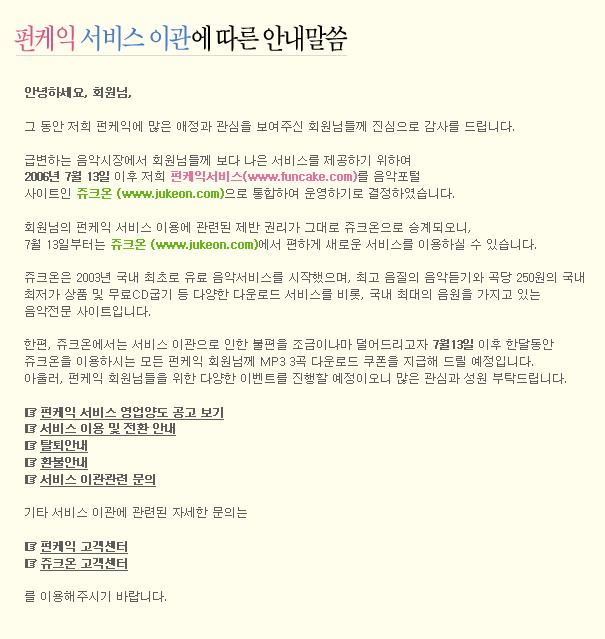 펀케익 서비스 이관에 따른 안내말씀
안녕하세요, 회원님,
그 동안 저희 펀케익에 많은 애정과 관심을 보여주신 회원님들께 진심으로 감사를 드립니다.
급변하는 음악시장에서 회원님들께 보다 나은 서비스를 제공하기 위하여
2006년 7월 13일 이후 저희 펀케익서비스(www.funcake.com)를 음악포털
사이트인 쥬크온 (www.jukeon.com)으로 통합하여 운영하기로 결정하였습니다.
회원님의 펀케익 서비스 이용에 관련된 제반 권리가 그대로 쥬크온으로 승계되오니,
7월 13일부터는 쥬크온 (www.jukeon.com)에서 편하게 새로운 서비스를 이용하실 수 있습니다.
쥬크온은 2003년 국내 최초로 유료 음악서비스를 시작했으며, 최고 음질의 음악듣기와 곡당 250원의 국내
최저가 상품 및 무료CD굽기 등 다양한 다운로드 서비스를 비롯, 국내 최대의 음원을 가지고 있는
음악전문 사이트입니다.
한편, 쥬크온에서는 서비스 이관으로 인한 불편을 조금이나마 덜어드리고자 7월13일 이후 한달동안
쥬크온을 이용하시는 모든 펀케익 회원님께 MP3 3곡 다운로드 쿠폰을 지급해 드릴 예정입니다.
아울러, 펀케익 회원님들을 위한 다양한 이벤트를 진행할 예정이오니 많은 관심과 성원 부탁드립니다.
☞ 펀케익 서비스 영업양도 공고 보기
☞ 서비스 이용 및 전환 안내
☞ 탈퇴안내
☞ 환불안내
☞ 서비스 이관관련 문의
기타 서비스 이관에 관련된 자세한 문의는
☞ 펀케익 고객센터
☞ 쥬크온 고객센터
를 이용해주시기 바랍니다.